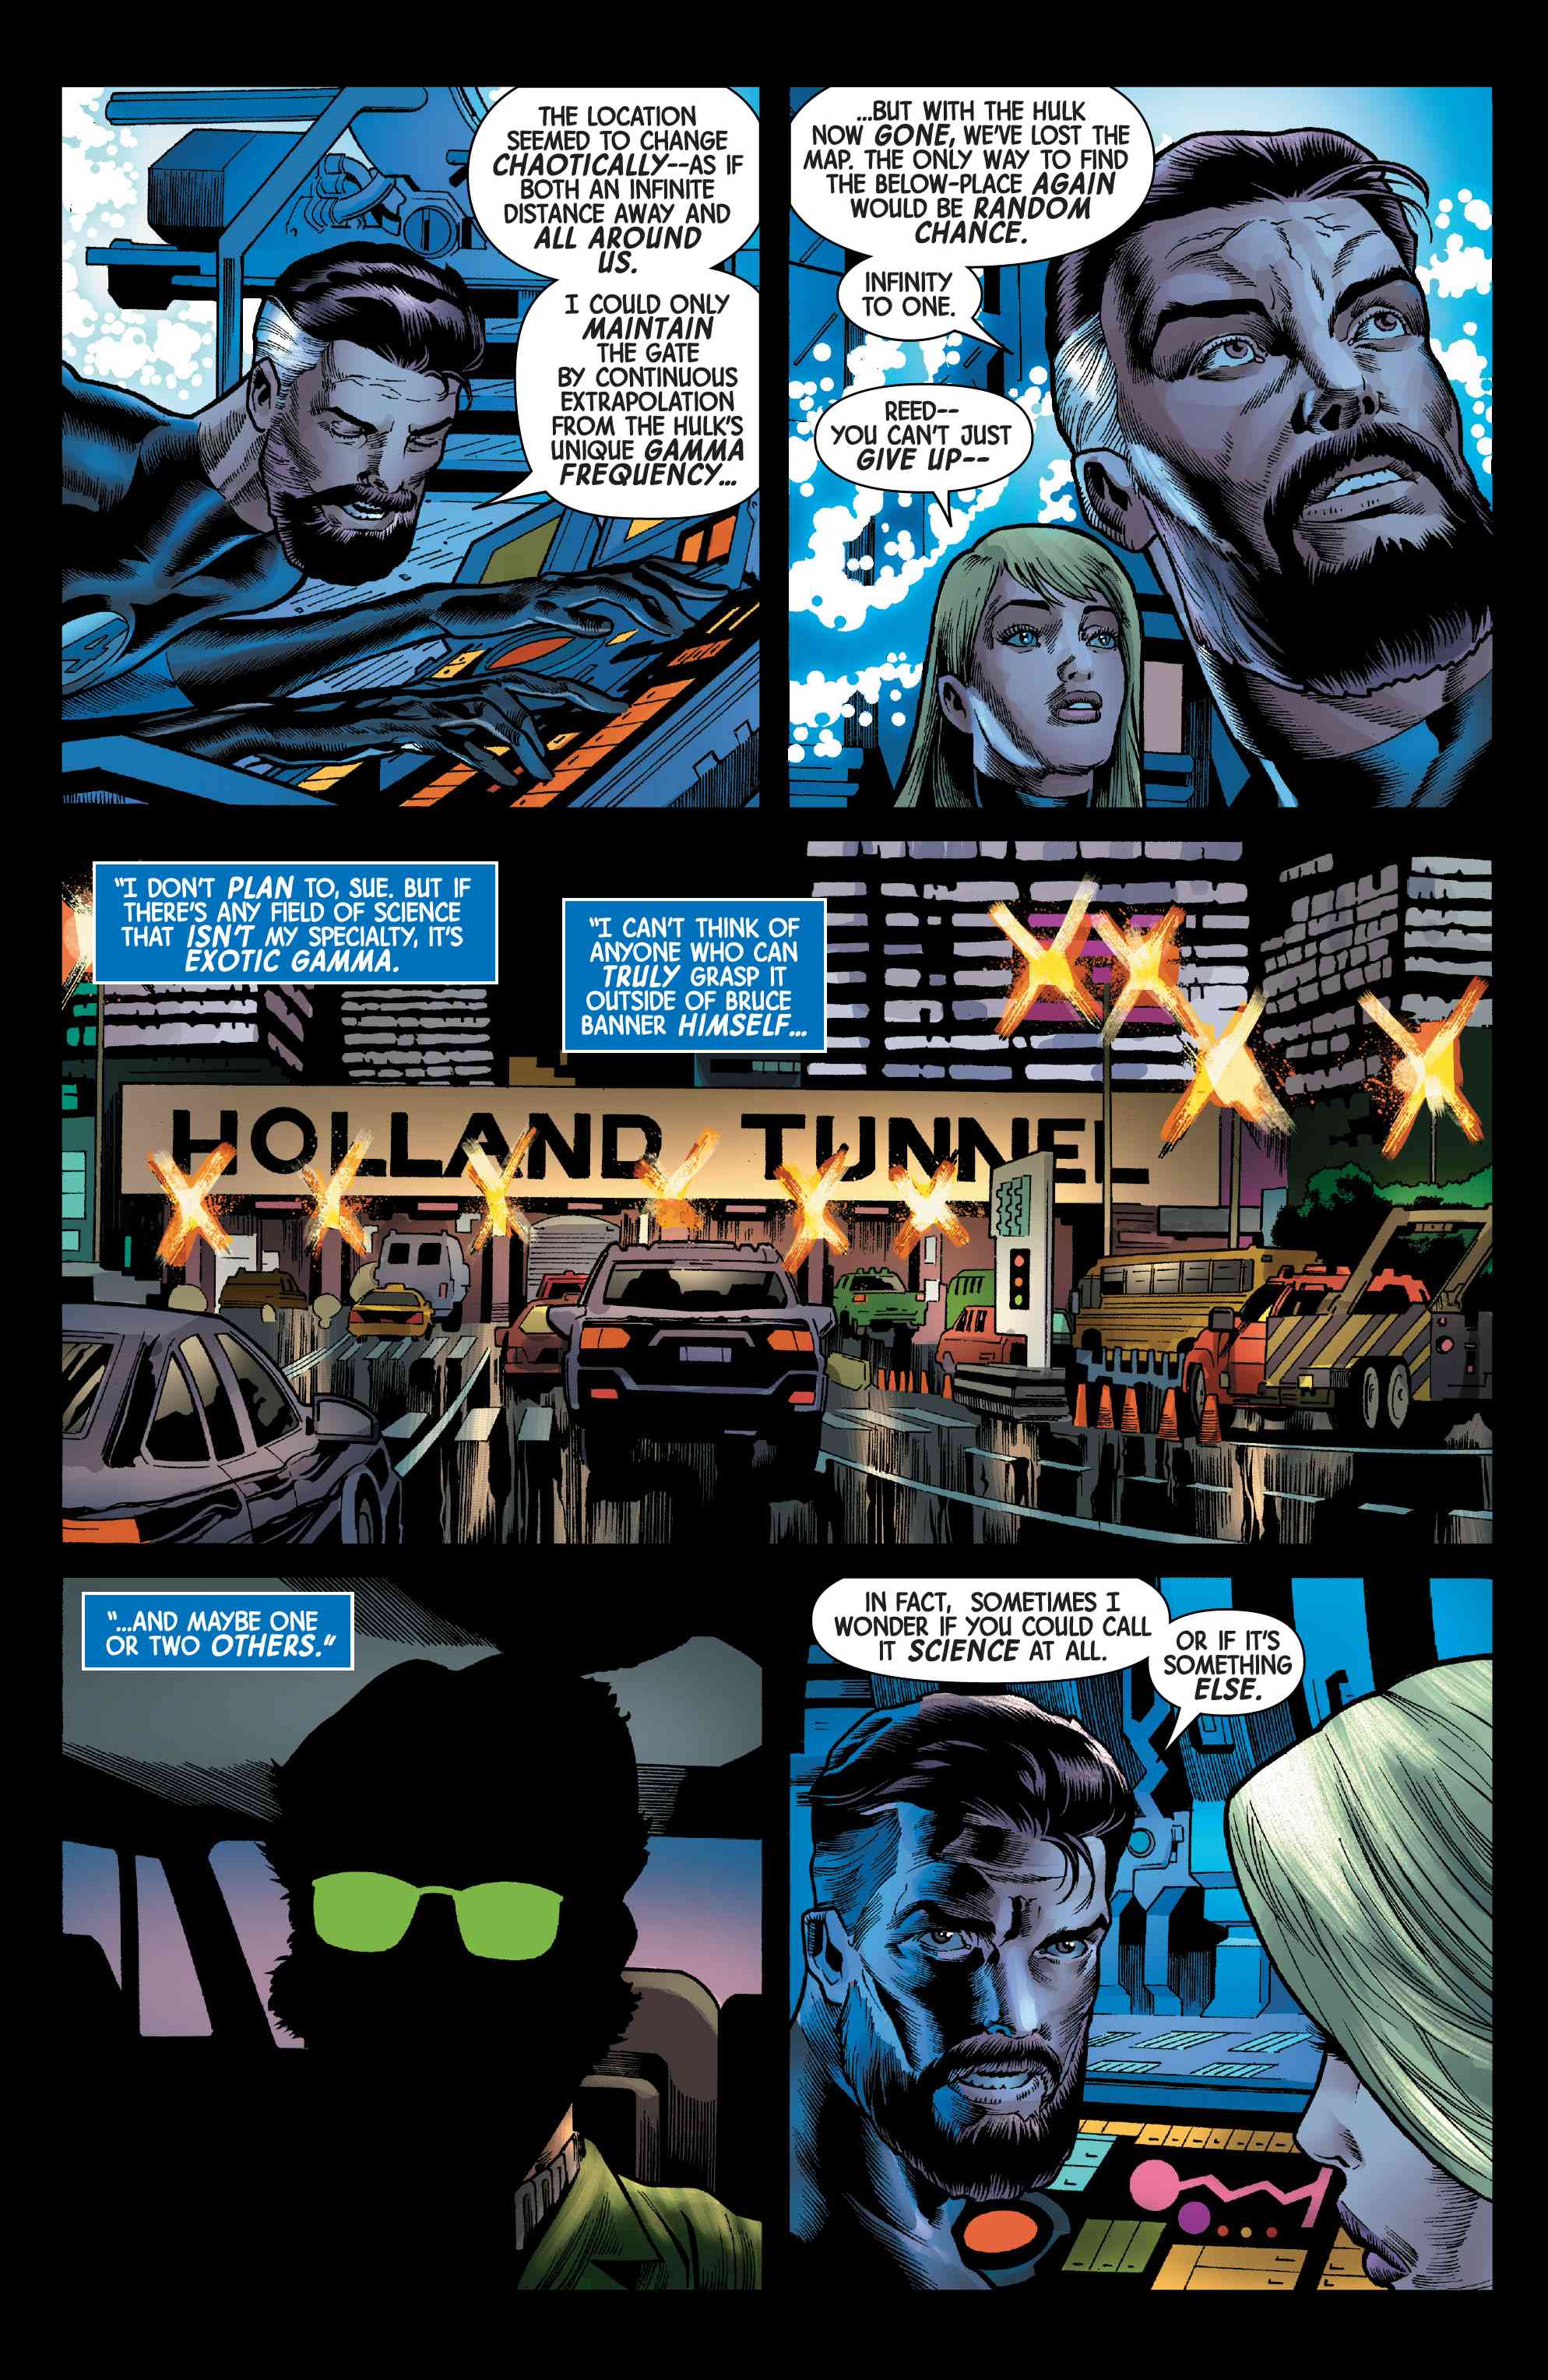 THE LOCATION
SEEMED TO CHANGE
CHAOTICALLY--AS IF
BOTH AN INFINITE
DISTANCE AWAY AND
ALL AROUND
US.
I COULD ONLY
MAINTAIN
THE GATE
BY CONTINUOUS
EXTRAPOLATION
FROM THE HULK'S
UNIQUE GAMMA
FREQUENCY...
4
...BUT WITH THE HULK
NOW GONE, WE'VE LOST THE
MAP. THE ONLY WAY TO FIND
THE BELOW-PLACE AGAIN
WOULD BE RANDOM
CHANCE.
INFINITY
TO ONE.
REED--
YOU CAN'T JUST
GIVE UP--
"I DON'T PLAN TO, SUE. BUT IF
THERE'S ANY FIELD OF SCIENCE
THAT ISN'T MY SPECIALTY, IT'S
EXOTIC GAMMA.
"I CAN'T THINK OF
ANYONE WHO CAN
TRULY GRASP IT
OUTSIDE OF BRUCE
BANNER HIMSELF...
HOLLAND TUNNEL
"...AND MAYBE ONE
OR TWO OTHERS."
IN FACT, SOMETIMES I
WONDER IF YOU COULD CALL
IT SCIENCE AT ALL.
OR IF IT'S
SOMETHING
ELSE.